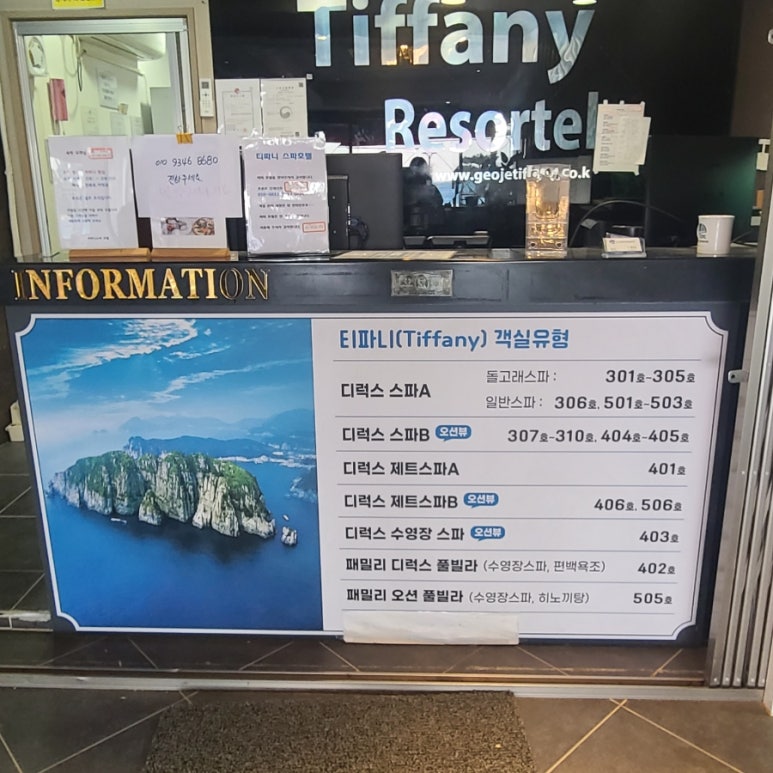 Tiffany
Resortel
www.geojetiffany.co.k
010 9346 8680
티파니 스파호텔
INFORMATION
티파니(Tiffany) 객실유형
디럭스 스파A
돌고래스파 : 301호-305호
일반스파 : 306호, 501호-503호
디럭스 스파B 오션뷰 307호-310호, 404호-405호
디럭스 제트스파A 401호
디럭스 제트스파B 오션뷰 406호, 506호
디럭스 수영장 스파 오션뷰 403호
패밀리 디럭스 풀빌라 (수영장스파, 편백욕조) 402호
패밀리 오션 풀빌라 (수영장스파, 히노끼탕) 505호